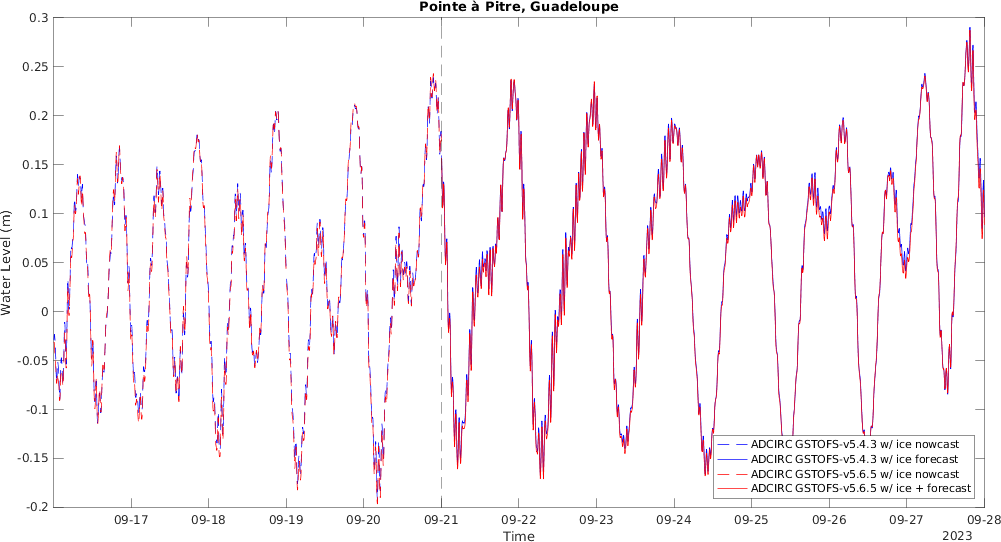 Pointe à Pitre, Guadeloupe
0.3
0.25
0.2
0.15
0.1
0.05
0
-0.05
-0.1
-0.15
-0.2
Water Level (m)
ADCIRC GSTOFS-v5.4.3 w/ ice nowcast
ADCIRC GSTOFS-v5.4.3 w/ ice forecast
ADCIRC GSTOFS-v5.6.5 w/ ice nowcast
ADCIRC GSTOFS-v5.6.5 w/ ice + forecast
09-17 09-18 09-19 09-20 09-21 09-22 09-23 09-24 09-25 09-26 09-27 09-28
Time
2023